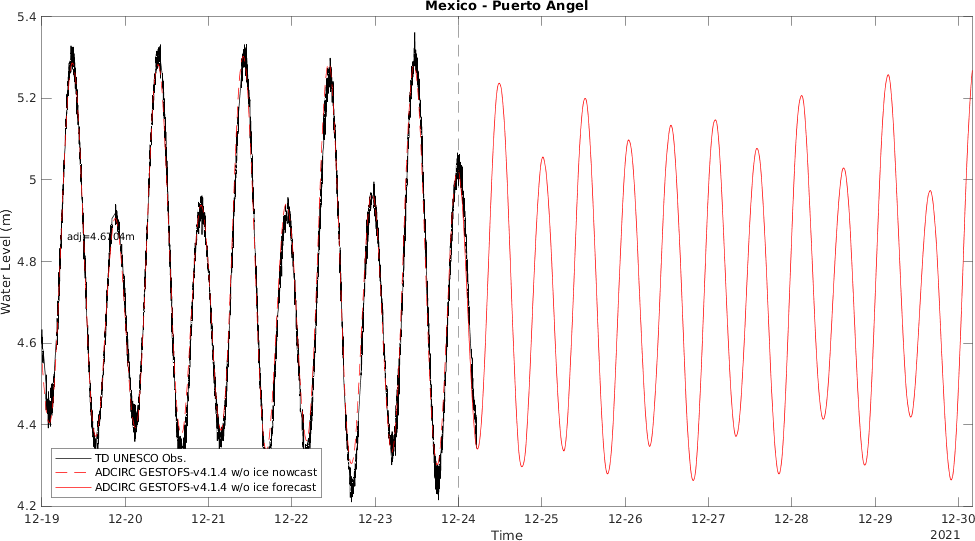 Mexico - Puerto Angel
5.4
5.2
5
4.8
4.6
4.4
4.2
Water Level (m)
adj=4.6704m
TD UNESCO Obs.
ADCIRC GESTOFS-v4.1.4 w/o ice nowcast
ADCIRC GESTOFS-v4.1.4 w/o ice forecast
12-19 12-20 12-21 12-22 12-23 12-24 12-25 12-26 12-27 12-28 12-29 12-30
Time
2021